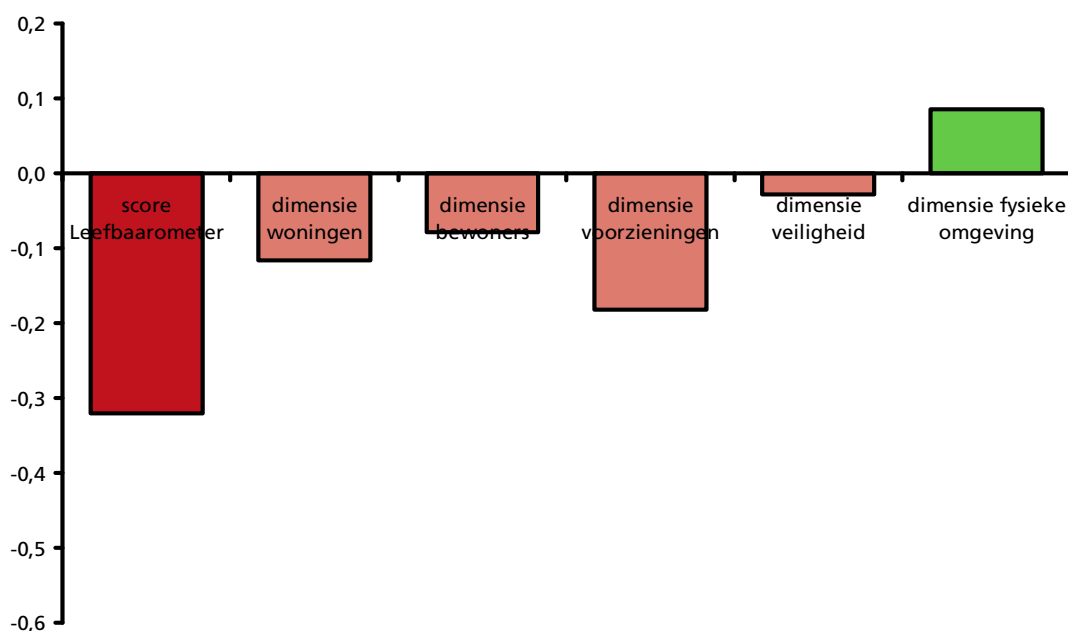 0,2
0,1
0,0
-0,1
-0,2
-0,3
-0,4
-0,5
-0,6
score
Leefbaarometer
dimensie
woningen
dimensie
bewoners
dimensie
voorzieningen
dimensie
veiligheid
dimensie fysieke
omgeving